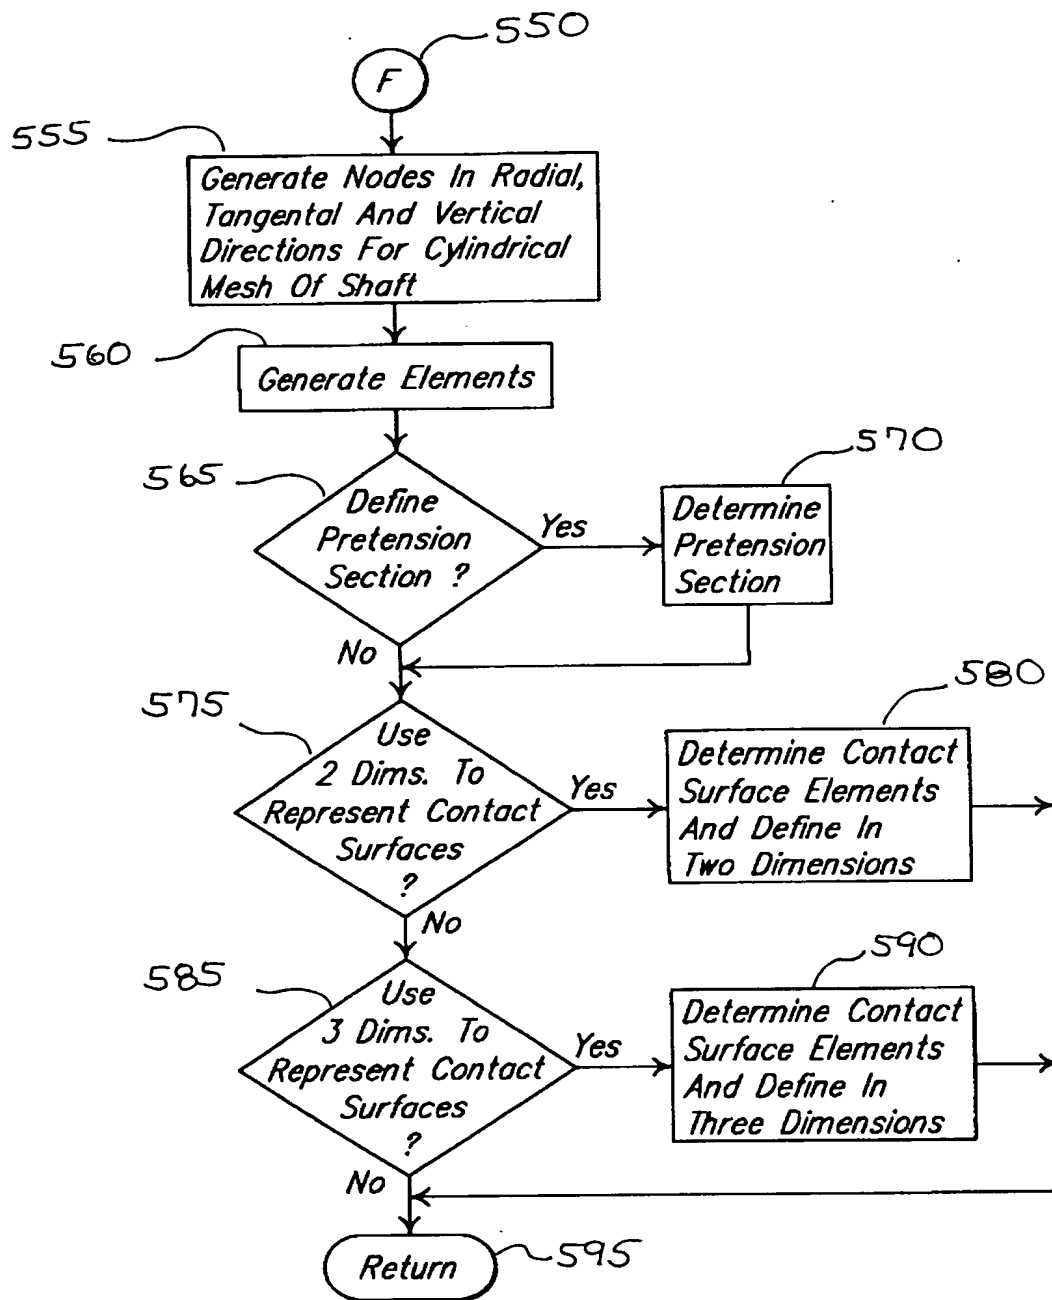 550
F
555
Generate Nodes In Radial,
Tangental And Vertical
Directions For Cylindrical
Mesh Of Shaft
560
Generate Elements
565
570
Define
Pretension
Section ?
Yes
Determine
Pretension
Section
No
575
580
Use
2 Dims. To
Represent Contact
Surfaces
?
Yes
Determine Contact
Surface Elements
And Define In
Two Dimensions
No
585
590
Use
3 Dims. To
Represent Contact
Surfaces
?
Yes
Determine Contact
Surface Elements
And Define In
Three Dimensions
No
Return
595